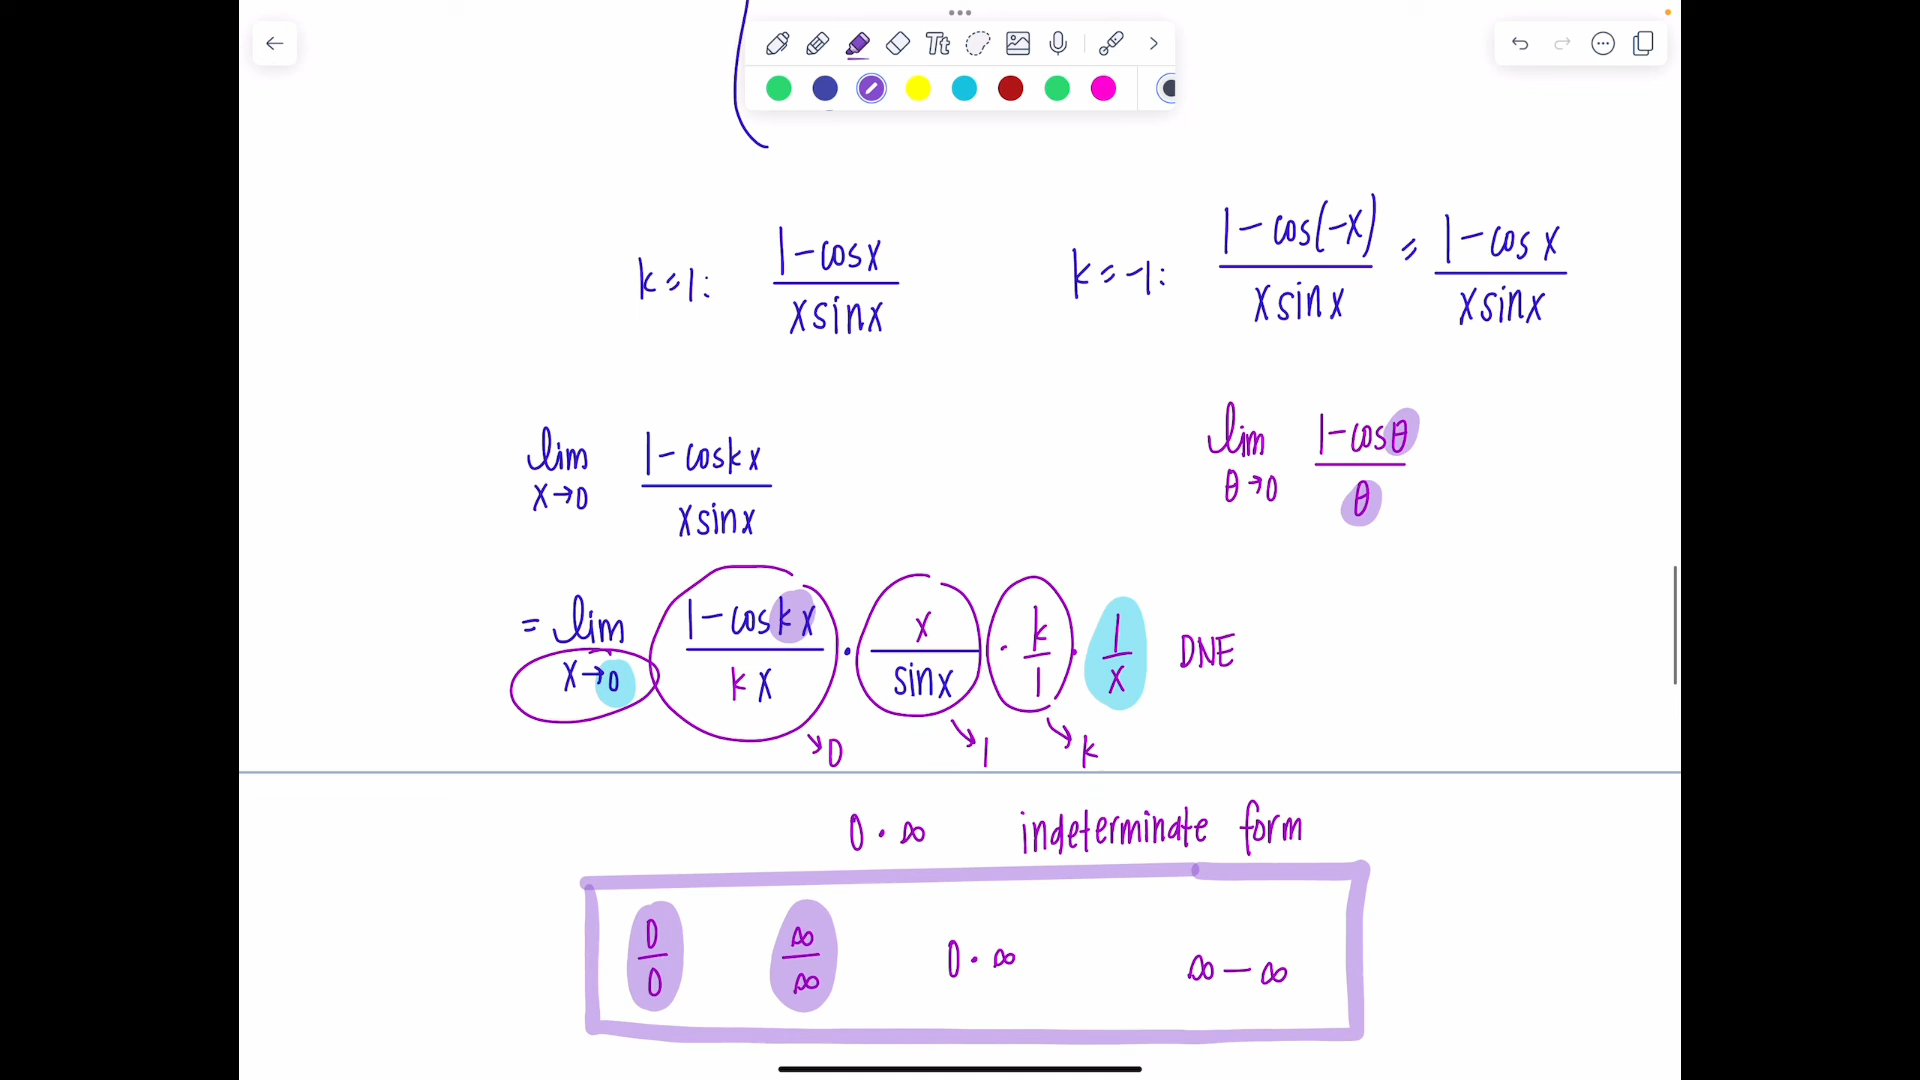 Tt
k=1: 1-cosx / xsinx
k=-1: 1-cos(-x) / xsinx = 1-cosx / xsinx
lim x→0 1-coskx / xsinx
lim θ→0 1-cosθ / θ
= lim x→0 1-coskx / kx · x / sinx · k / 1 · 1 / x DNE
↘0 ↘1 ↘k
0·∞ indeterminate form
0/0 ∞/∞ 0·∞ ∞-∞